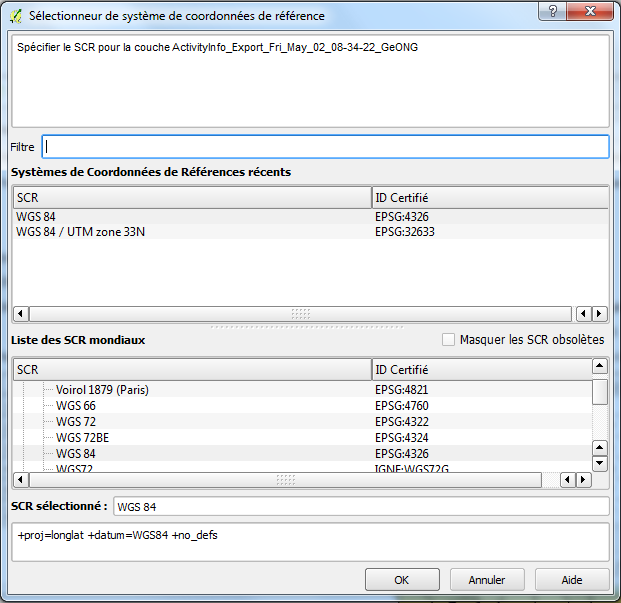 Sélectionneur de système de coordonnées de référence
Spécifier le SCR pour la couche ActivityInfo_Export_Fri_May_02_08-34-22_GeONG
Filtre
Systèmes de Coordonnées de Références récents
SCR ID Certifié
WGS 84 EPSG:4326
WGS 84 / UTM zone 33N EPSG:32633
Liste des SCR mondiaux Masquer les SCR obsolètes
SCR ID Certifié
Voirol 1879 (Paris) EPSG:4821
WGS 66 EPSG:4760
WGS 72 EPSG:4322
WGS 72BE EPSG:4324
WGS 84 EPSG:4326
WGS72 IGNF:WGS72G
SCR sélectionné : WGS 84
+proj=longlat +datum=WGS84 +no_defs
OK Annuler Aide